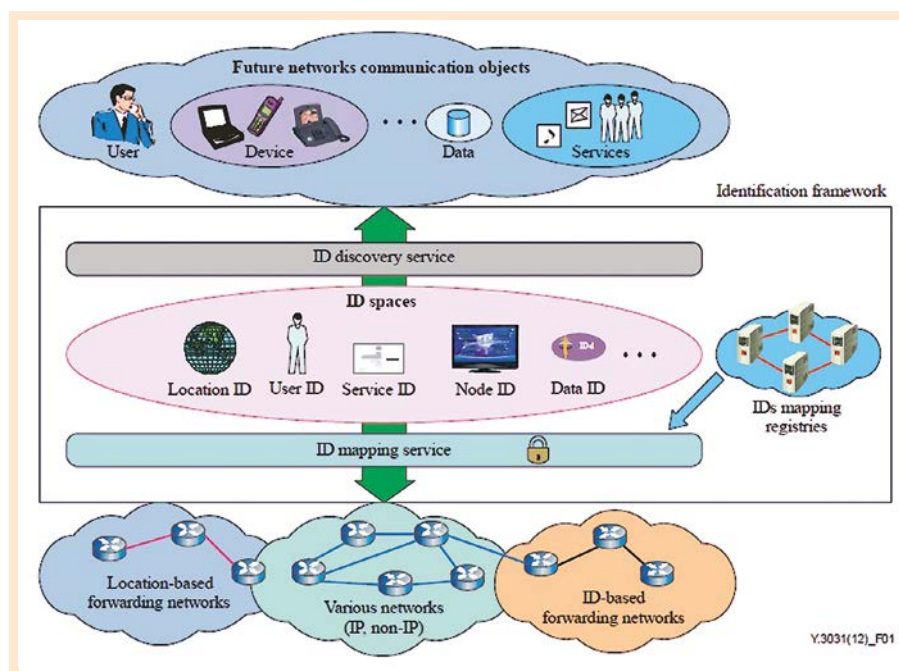 Future networks communication objects
User
Device
Data
Services
Identification framework
ID discovery service
ID spaces
Location ID
User ID
Service ID
Node ID
ID-d
Data ID
IDs mapping
registries
ID mapping service
Location-based
forwarding networks
Various networks
(IP, non-IP)
ID-based
forwarding networks
Y.3031(12)_F01